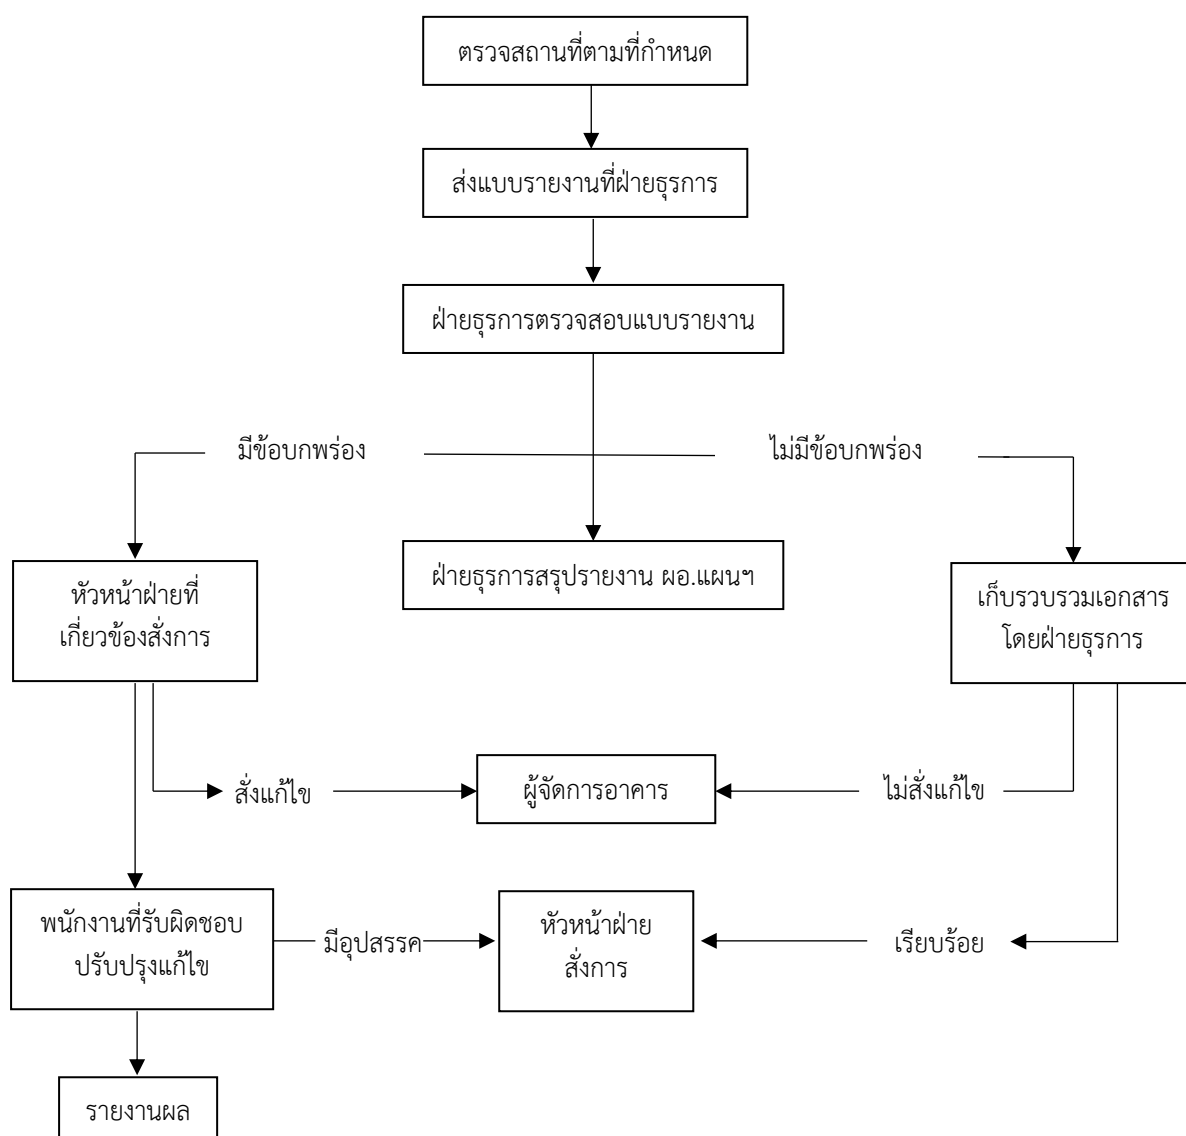 ตรวจสถานที่ตามที่กำหนด
ส่งแบบรายงานที่ฝ่ายธุรการ
ฝ่ายธุรการตรวจสอบแบบรายงาน
มีข้อบกพร่อง
ไม่มีข้อบกพร่อง
ฝ่ายธุรการสรุปรายงาน ผอ.แผนฯ
หัวหน้าฝ่ายที่
เกี่ยวข้องสั่งการ
เก็บรวบรวมเอกสาร
โดยฝ่ายธุรการ
สั่งแก้ไข
ผู้จัดการอาคาร
ไม่สั่งแก้ไข
พนักงานที่รับผิดชอบ
ปรับปรุงแก้ไข
มีอุปสรรค
หัวหน้าฝ่าย
สั่งการ
เรียบร้อย
รายงานผล